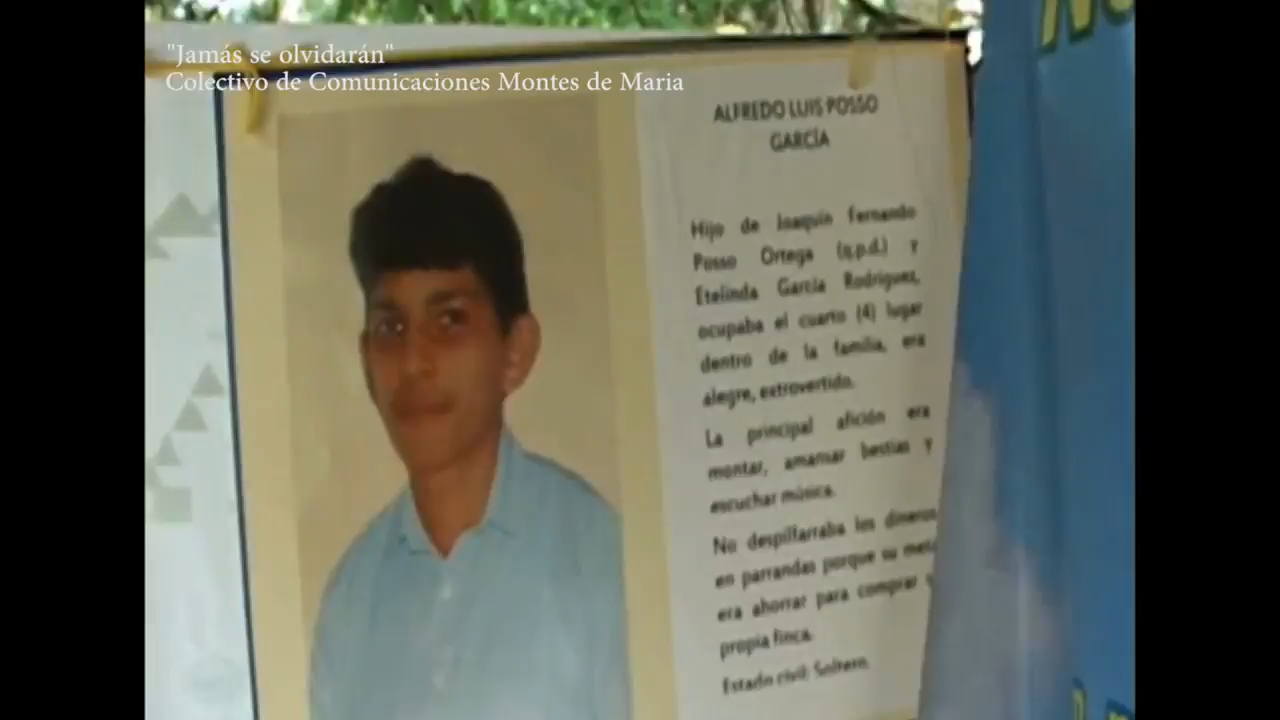 "Jamás se olvidarán"
Colectivo de Comunicaciones Montes de Maria
ALFREDO LUIS POSSO
GARCÍA
Hijo de Joaquín Fernando
Posso Ortega (q.p.d.) y
Etelinda García Rodríguez,
ocupaba el cuarto (4) lugar
dentro de la familia, era
alegre, extrovertido.
La principal afición era
montar, amansar bestias y
escuchar música.
No despilfarraba los dineros
en parrandas porque su meta
era ahorrar para comprar
propia finca.
Estado civil: Soltero.